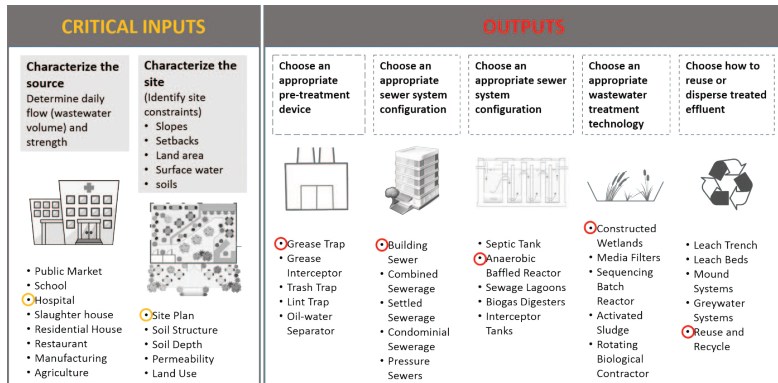 CRITICAL INPUTS
Characterize the
source
Determine daily
flow (wastewater
volume) and
strength
• Public Market
• School
• Hospital
• Slaughter house
• Residential House
• Restaurant
• Manufacturing
• Agriculture
Characterize the
site
(Identify site
constraints)
• Slopes
• Setbacks
• Land area
• Surface water
• soils
• Site Plan
• Soil Structure
• Soil Depth
• Permeability
• Land Use
OUTPUTS
Choose an
appropriate
pre-treatment
device
• Grease Trap
• Grease
Interceptor
• Trash Trap
• Lint Trap
• Oil-water
Separator
Choose an
appropriate
sewer system
configuration
• Building
Sewer
• Combined
Sewerage
• Settled
Sewerage
• Condominial
Sewerage
• Pressure
Sewers
Choose an
appropriate sewer
system
configuration
• Septic Tank
• Anaerobic
Baffled Reactor
• Sewage Lagoons
• Biogas Digesters
• Interceptor
Tanks
Choose an
appropriate
wastewater
treatment
technology
• Constructed
Wetlands
• Media Filters
• Sequencing
Batch
Reactor
• Activated
Sludge
• Rotating
Biological
Contractor
Choose how to
reuse or
disperse treated
effluent
• Leach Trench
• Leach Beds
• Mound
Systems
• Greywater
Systems
• Reuse and
Recycle